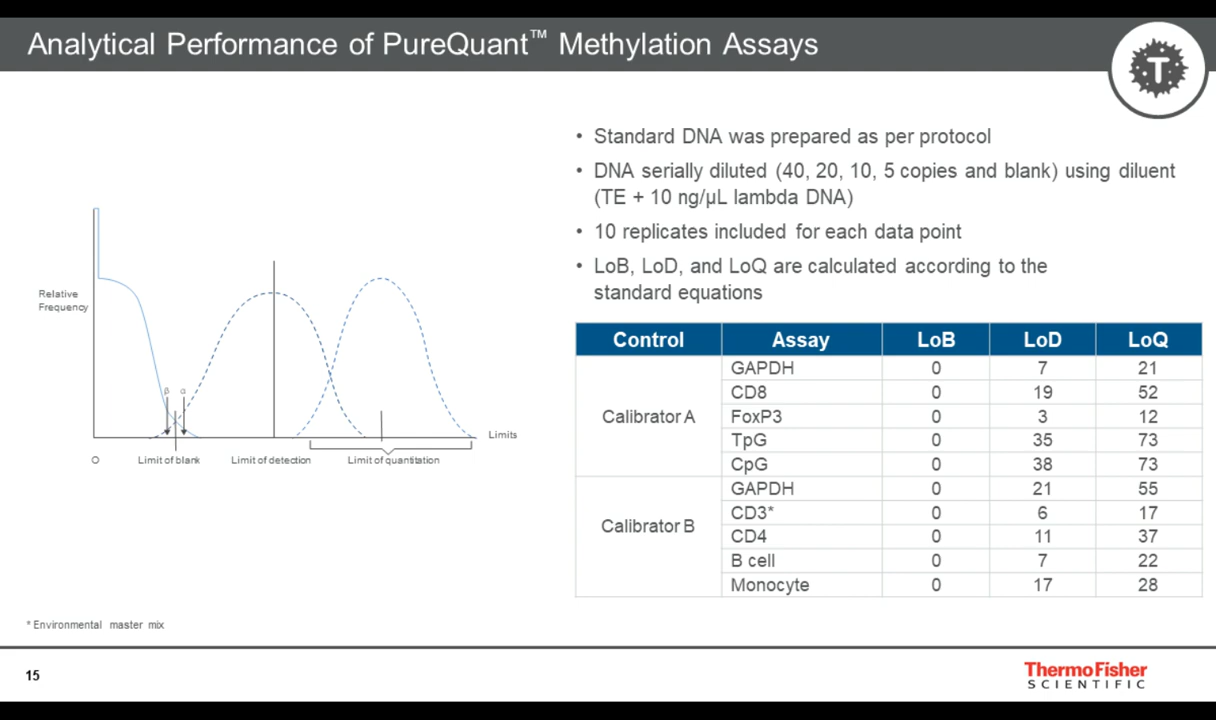 Analytical Performance of PureQuant™ Methylation Assays
T
• Standard DNA was prepared as per protocol
• DNA serially diluted (40, 20, 10, 5 copies and blank) using diluent
(TE + 10 ng/µL lambda DNA)
• 10 replicates included for each data point
• LoB, LoD, and LoQ are calculated according to the
standard equations
Relative
Frequency
β α
Limits
O Limit of blank Limit of detection Limit of quantitation
Control Assay LoB LoD LoQ
Calibrator A
GAPDH 0 7 21
CD8 0 19 52
FoxP3 0 3 12
TpG 0 35 73
CpG 0 38 73
Calibrator B
GAPDH 0 21 55
CD3* 0 6 17
CD4 0 11 37
B cell 0 7 22
Monocyte 0 17 28
* Environmental master mix
15
ThermoFisher
SCIENTIFIC